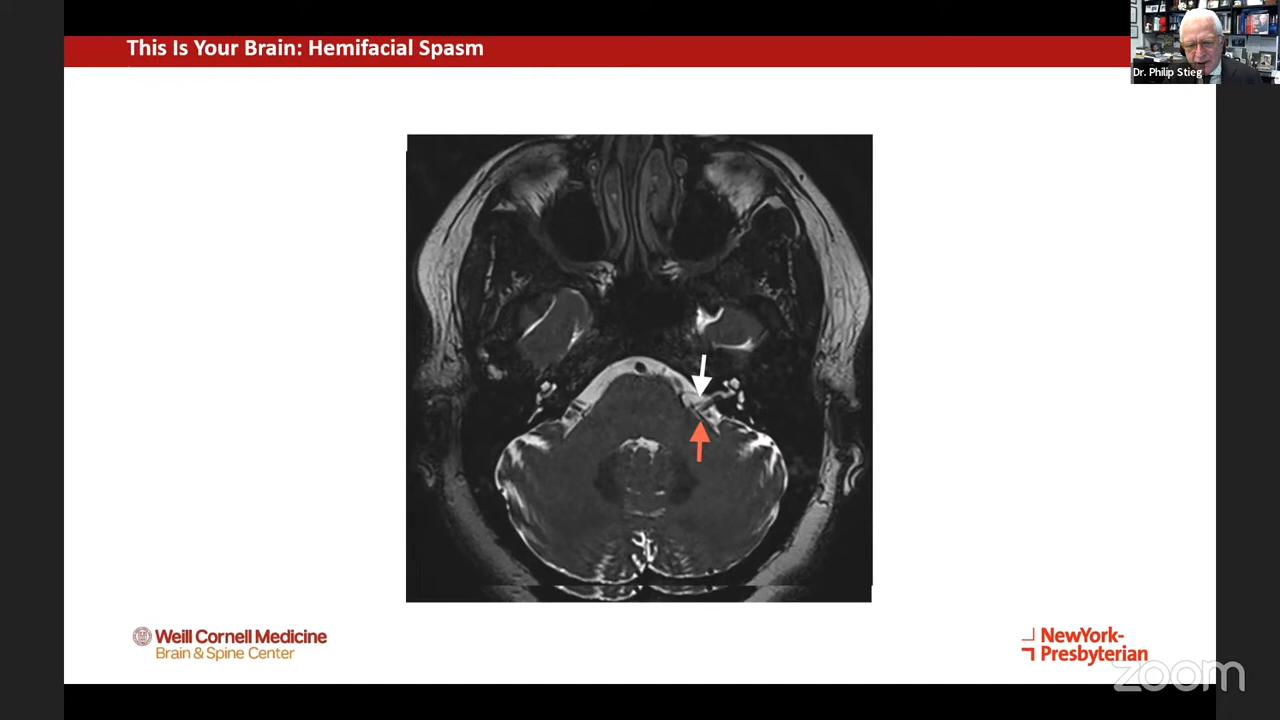 This Is Your Brain: Hemifacial Spasm
Dr. Philip Stieg
Weill Cornell Medicine
Brain & Spine Center
NewYork-
Presbyterian
zoom